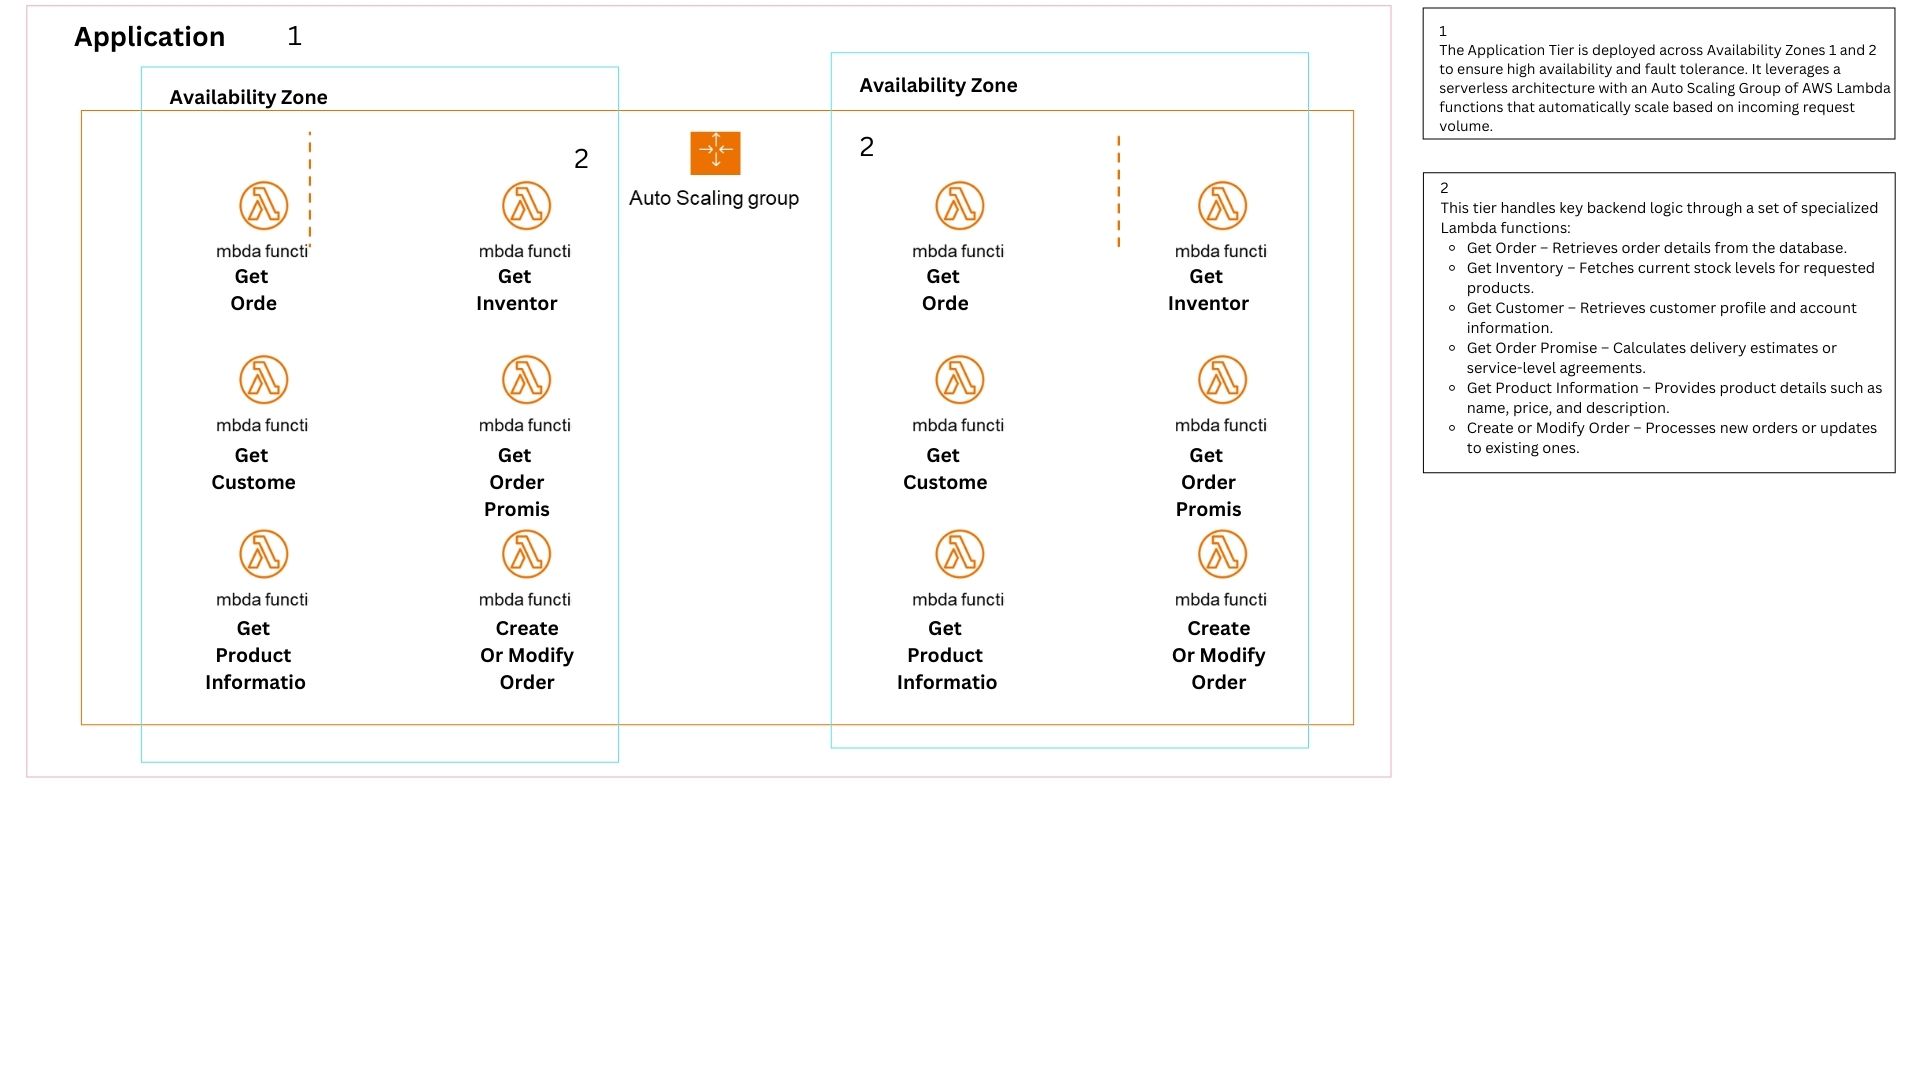 Application
1
Availability Zone
Availability Zone
2
Auto Scaling group
2
mbda functi
Get
Orde
mbda functi
Get
Inventor
mbda functi
Get
Orde
mbda functi
Get
Inventor
mbda functi
Get
Custome
mbda functi
Get
Order
Promis
mbda functi
Get
Custome
mbda functi
Get
Order
Promis
mbda functi
Get
Product
Informatio
mbda functi
Create
Or Modify
Order
mbda functi
Get
Product
Informatio
mbda functi
Create
Or Modify
Order
1
The Application Tier is deployed across Availability Zones 1 and 2
to ensure high availability and fault tolerance. It leverages a
serverless architecture with an Auto Scaling Group of AWS Lambda
functions that automatically scale based on incoming request
volume.
2
This tier handles key backend logic through a set of specialized
Lambda functions:
Get Order – Retrieves order details from the database.
Get Inventory – Fetches current stock levels for requested
products.
Get Customer – Retrieves customer profile and account
information.
Get Order Promise – Calculates delivery estimates or
service-level agreements.
Get Product Information – Provides product details such as
name, price, and description.
Create or Modify Order – Processes new orders or updates
to existing ones.